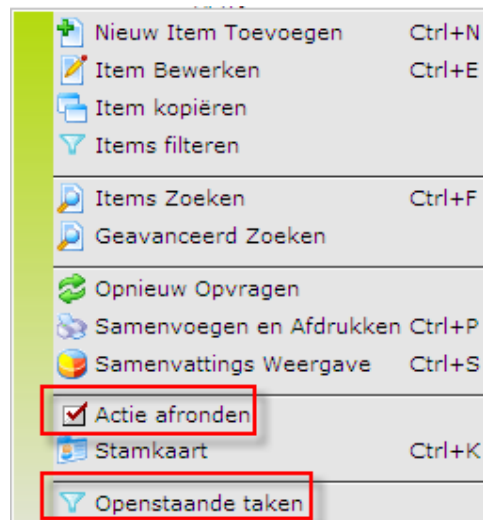 Nieuw Item Toevoegen Ctrl+N
Item Bewerken Ctrl+E
Item kopiëren
Items filteren
Items Zoeken Ctrl+F
Geavanceerd Zoeken
Opnieuw Opvragen
Samenvoegen en Afdrukken Ctrl+P
Samenvattings Weergave Ctrl+S
Actie afronden
Stamkaart Ctrl+K
Openstaande taken